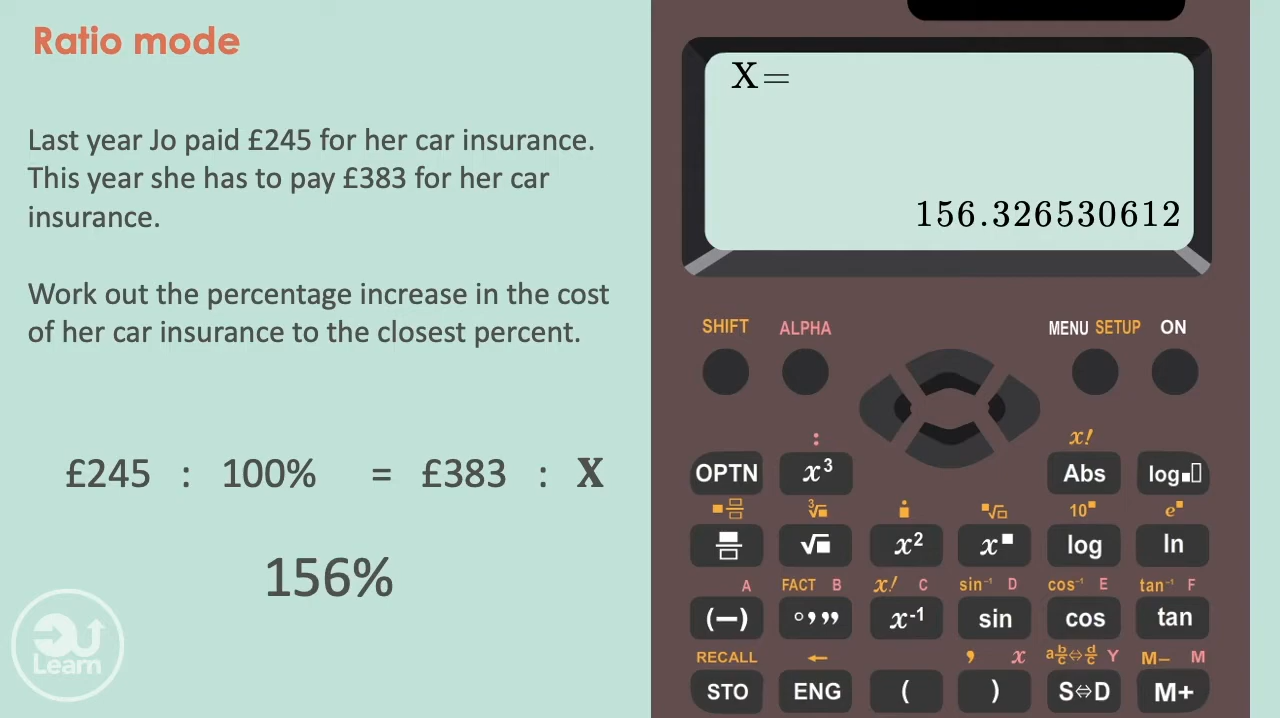 Ratio mode
Last year Jo paid £245 for her car insurance.
This year she has to pay £383 for her car
insurance.
Work out the percentage increase in the cost
of her car insurance to the closest percent.
£245 : 100% = £383 : X
156%
Learn
X=
156.326530612
SHIFT ALPHA MENU SETUP ON
: x!
OPTN x³ Abs log■▯
■⊟ ³√■ ■√□ 10■ e■
√■ x² x■ log ln
A FACT B x! C sin⁻¹ D cos⁻¹ E tan⁻¹ F
(−) °,,, x⁻¹ sin cos tan
RECALL ← , x a b/c⇔d/c Y M− M
STO ENG ( ) S⇔D M+